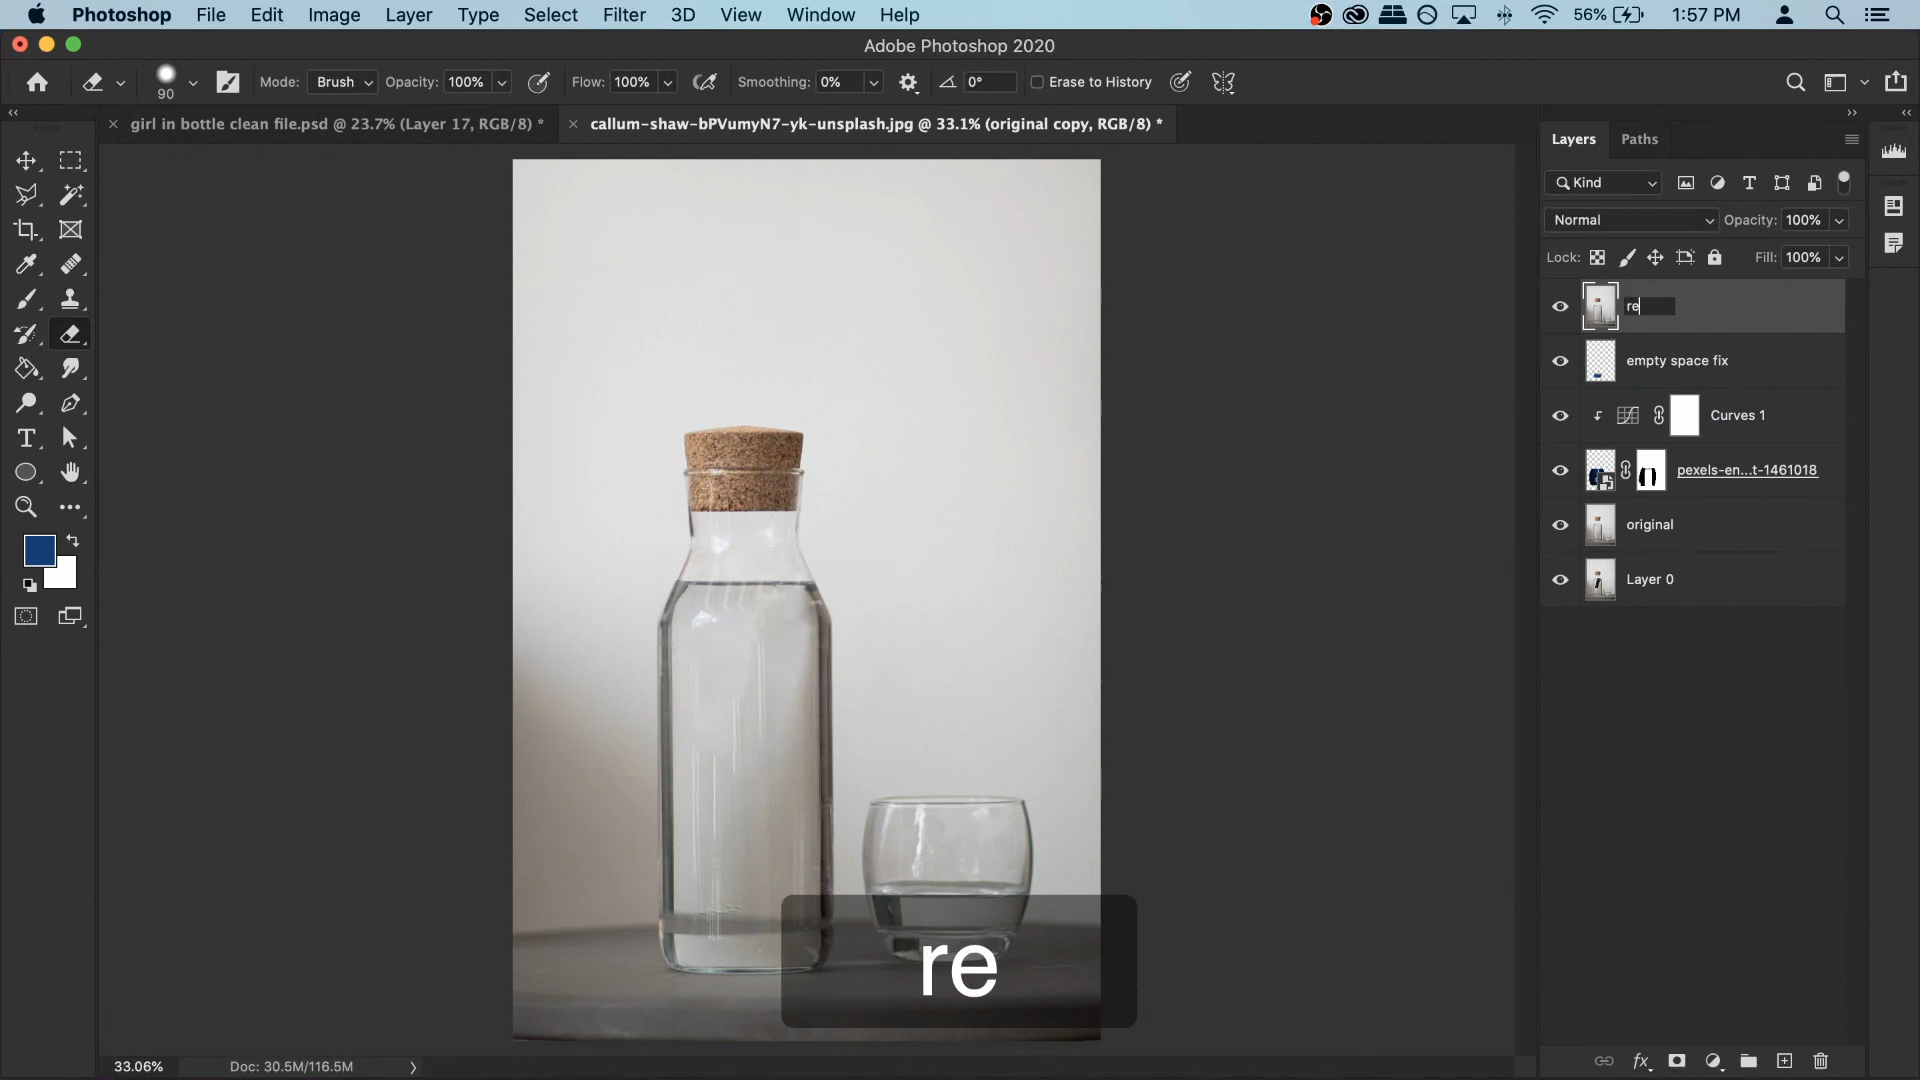 Photoshop File Edit Image Layer Type Select Filter 3D View Window Help 56% 1:57 PM
Adobe Photoshop 2020
90 Mode: Brush Opacity: 100% Flow: 100% Smoothing: 0% 0° Erase to History
girl in bottle clean file.psd @ 23.7% (Layer 17, RGB/8) * callum-shaw-bPVumyN7-yk-unsplash.jpg @ 33.1% (original copy, RGB/8) *
Layers Paths
Kind
Normal Opacity: 100%
Lock: Fill: 100%
re
empty space fix
Curves 1
pexels-en...t-1461018
original
Layer 0
re
33.06% Doc: 30.5M/116.5M